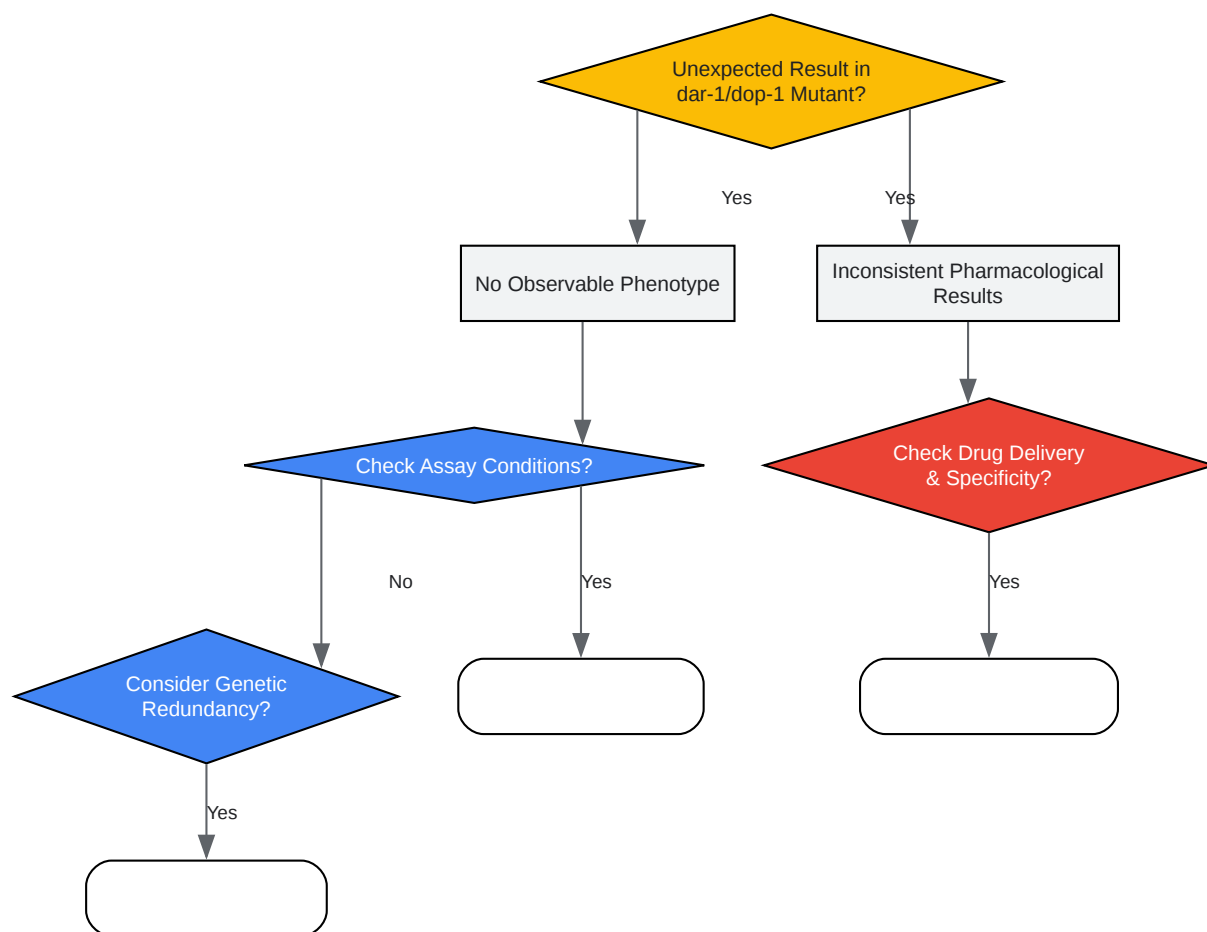 Unexpected Result in
dar-1/dop-1 Mutant?
Yes
Yes
No Observable Phenotype
Inconsistent Pharmacological
Results
Check Assay Conditions?
Check Drug Delivery
& Specificity?
No
Yes
Yes
Consider Genetic
Redundancy?
Yes